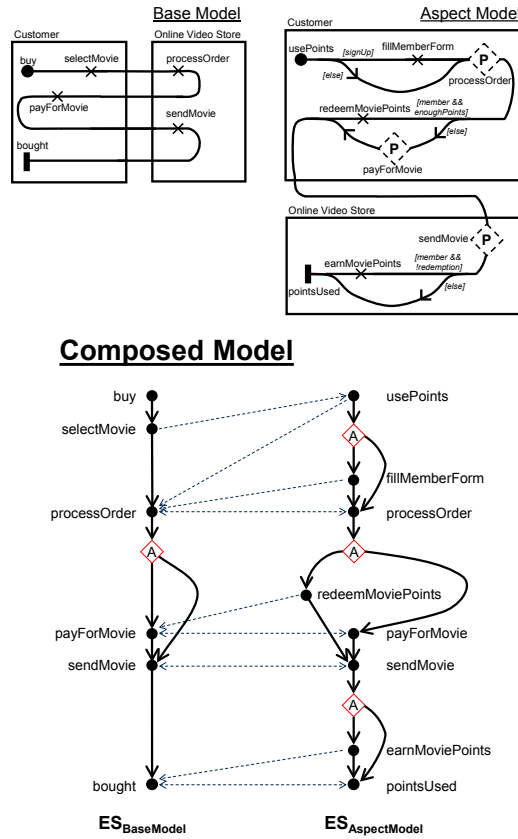 Base Model
Customer
Online Video Store
buy
selectMovie
processOrder
payForMovie
sendMovie
bought
Aspect Model
Customer
usePoints
[signUp]
fillMemberForm
P
[else]
processOrder
redeemMoviePoints
[member &&
enoughPoints]
[else]
P
payForMovie
Online Video Store
P
sendMovie
earnMoviePoints
[member &&
!redemption]
pointsUsed
[else]
Composed Model
buy
usePoints
selectMovie
A
fillMemberForm
processOrder
processOrder
A
A
redeemMoviePoints
payForMovie
payForMovie
sendMovie
sendMovie
A
earnMoviePoints
bought
pointsUsed
ESBaseModel
ESAspectModel